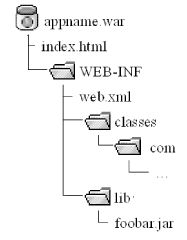 appname.war
index.html
WEB-INF
web.xml
classes
com
...
lib
foobar.jar